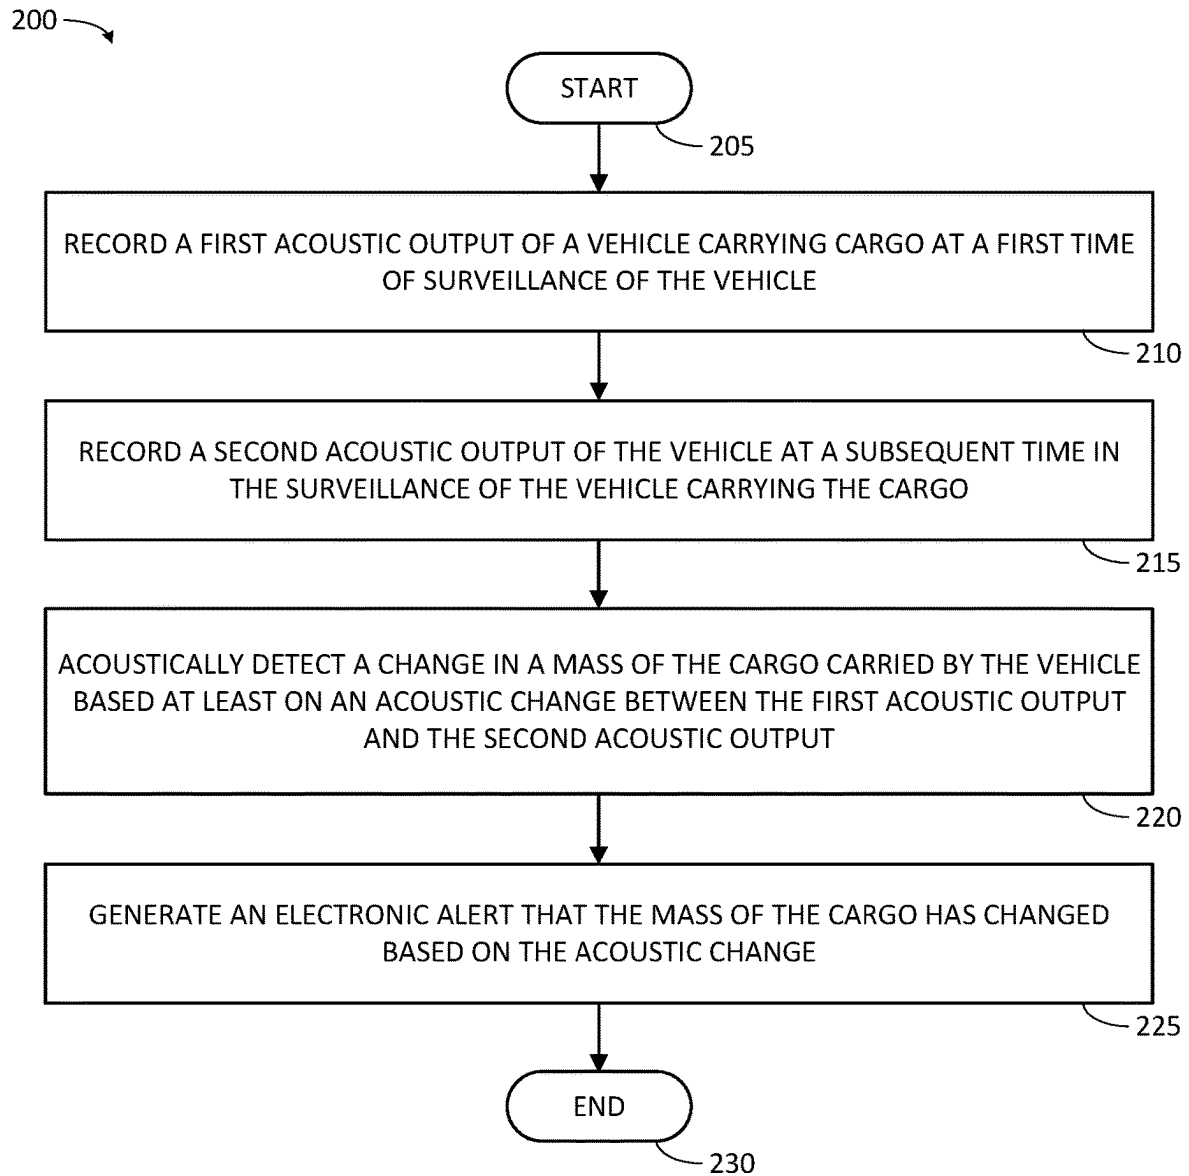 200
START
205
RECORD A FIRST ACOUSTIC OUTPUT OF A VEHICLE CARRYING CARGO AT A FIRST TIME
OF SURVEILLANCE OF THE VEHICLE
210
RECORD A SECOND ACOUSTIC OUTPUT OF THE VEHICLE AT A SUBSEQUENT TIME IN
THE SURVEILLANCE OF THE VEHICLE CARRYING THE CARGO
215
ACOUSTICALLY DETECT A CHANGE IN A MASS OF THE CARGO CARRIED BY THE VEHICLE
BASED AT LEAST ON AN ACOUSTIC CHANGE BETWEEN THE FIRST ACOUSTIC OUTPUT
AND THE SECOND ACOUSTIC OUTPUT
220
GENERATE AN ELECTRONIC ALERT THAT THE MASS OF THE CARGO HAS CHANGED
BASED ON THE ACOUSTIC CHANGE
225
END
230